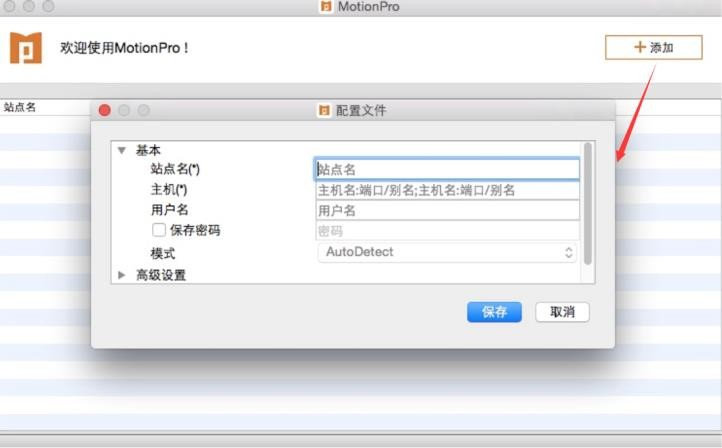 MotionPro
欢迎使用MotionPro！
添加
站点名
配置文件
基本
站点名(*) 站点名
主机(*) 主机名:端口/别名;主机名:端口/别名
用户名 用户名
保存密码 密码
模式 AutoDetect
高级设置
保存 取消